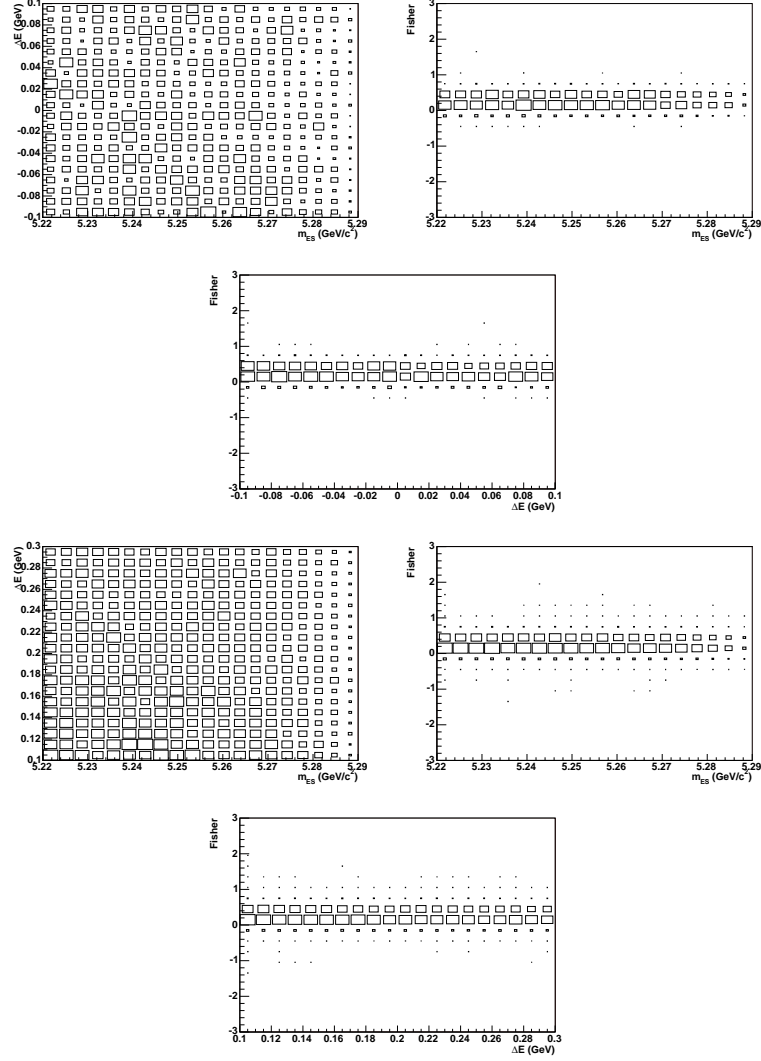 ΔE (GeV)
0.1
0.08
0.06
0.04
0.02
0
-0.02
-0.04
-0.06
-0.08
-0.1
5.22 5.23 5.24 5.25 5.26 5.27 5.28 5.29
mES (GeV/c2)
Fisher
3
2
1
0
-1
-2
-3
5.22 5.23 5.24 5.25 5.26 5.27 5.28 5.29
mES (GeV/c2)
Fisher
3
2
1
0
-1
-2
-3
-0.1 -0.08 -0.06 -0.04 -0.02 0 0.02 0.04 0.06 0.08 0.1
ΔE (GeV)
ΔE (GeV)
0.3
0.28
0.26
0.24
0.22
0.2
0.18
0.16
0.14
0.12
0.1
5.22 5.23 5.24 5.25 5.26 5.27 5.28 5.29
mES (GeV/c2)
Fisher
3
2
1
0
-1
-2
-3
5.22 5.23 5.24 5.25 5.26 5.27 5.28 5.29
mES (GeV/c2)
Fisher
3
2
1
0
-1
-2
-3
0.1 0.12 0.14 0.16 0.18 0.2 0.22 0.24 0.26 0.28 0.3
ΔE (GeV)